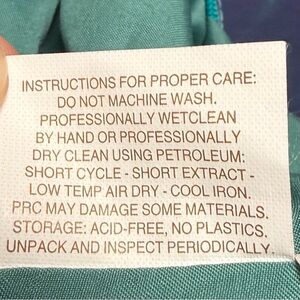 INSTRUCTIONS FOR PROPER CARE:
DO NOT MACHINE WASH.
PROFESSIONALLY WETCLEAN
BY HAND OR PROFESSIONALLY
DRY CLEAN USING PETROLEUM:
SHORT CYCLE - SHORT EXTRACT -
LOW TEMP AIR DRY - COOL IRON.
PRC MAY DAMAGE SOME MATERIALS.
STORAGE: ACID-FREE, NO PLASTICS.
UNPACK AND INSPECT PERIODICALLY.